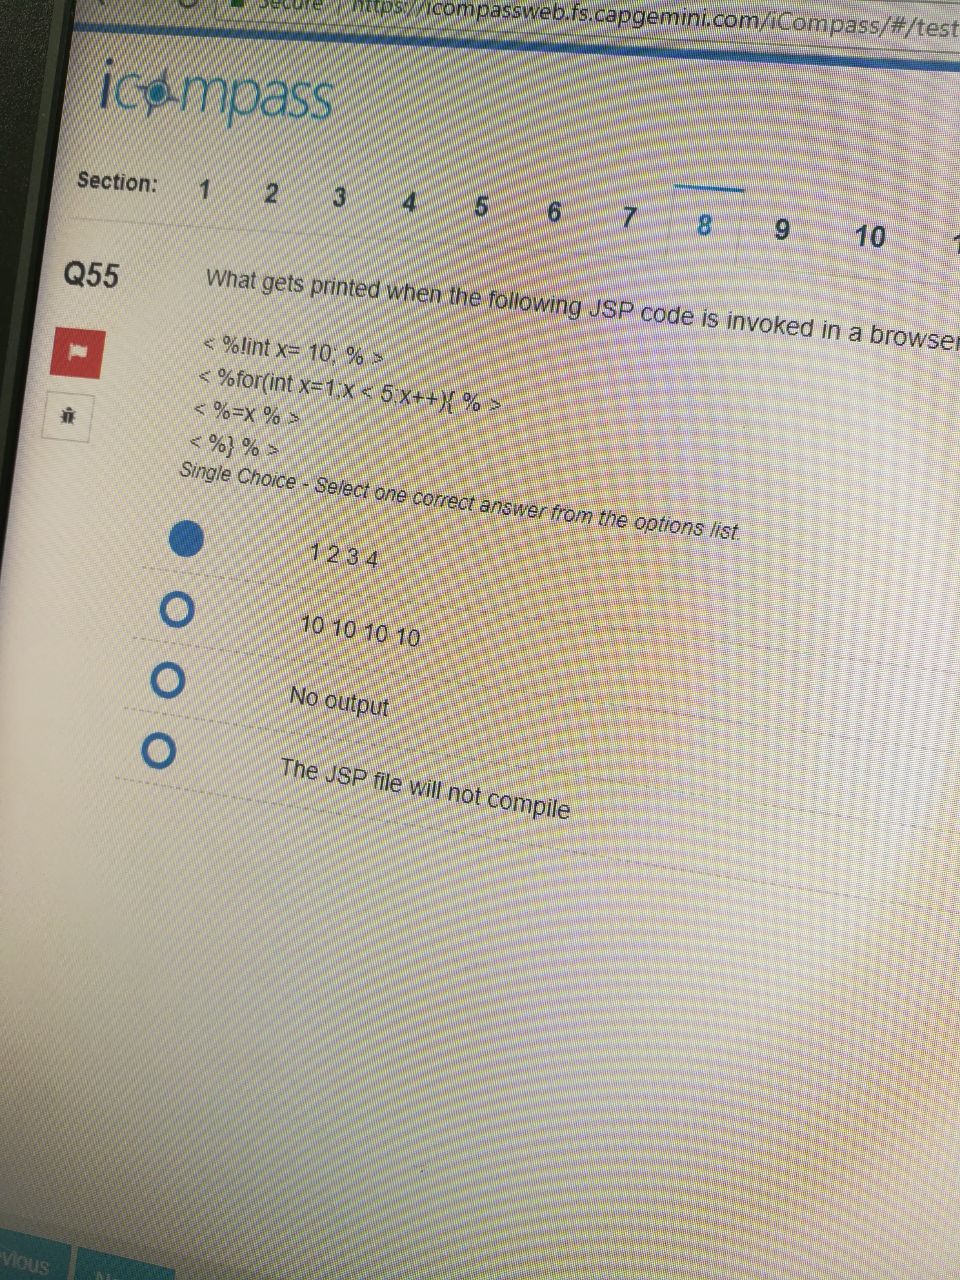 Secure https://icompassweb.fs.capgemini.com/iCompass/#/test
icompass
Section: 1 2 3 4 5 6 7 8 9 10
Q55 What gets printed when the following JSP code is invoked in a browser
< %!int x= 10; % >
< %for(int x=1;x < 5;x++){ % >
< %=x % >
< %} % >
Single Choice - Select one correct answer from the options list.
1 2 3 4
10 10 10 10
No output
The JSP file will not compile